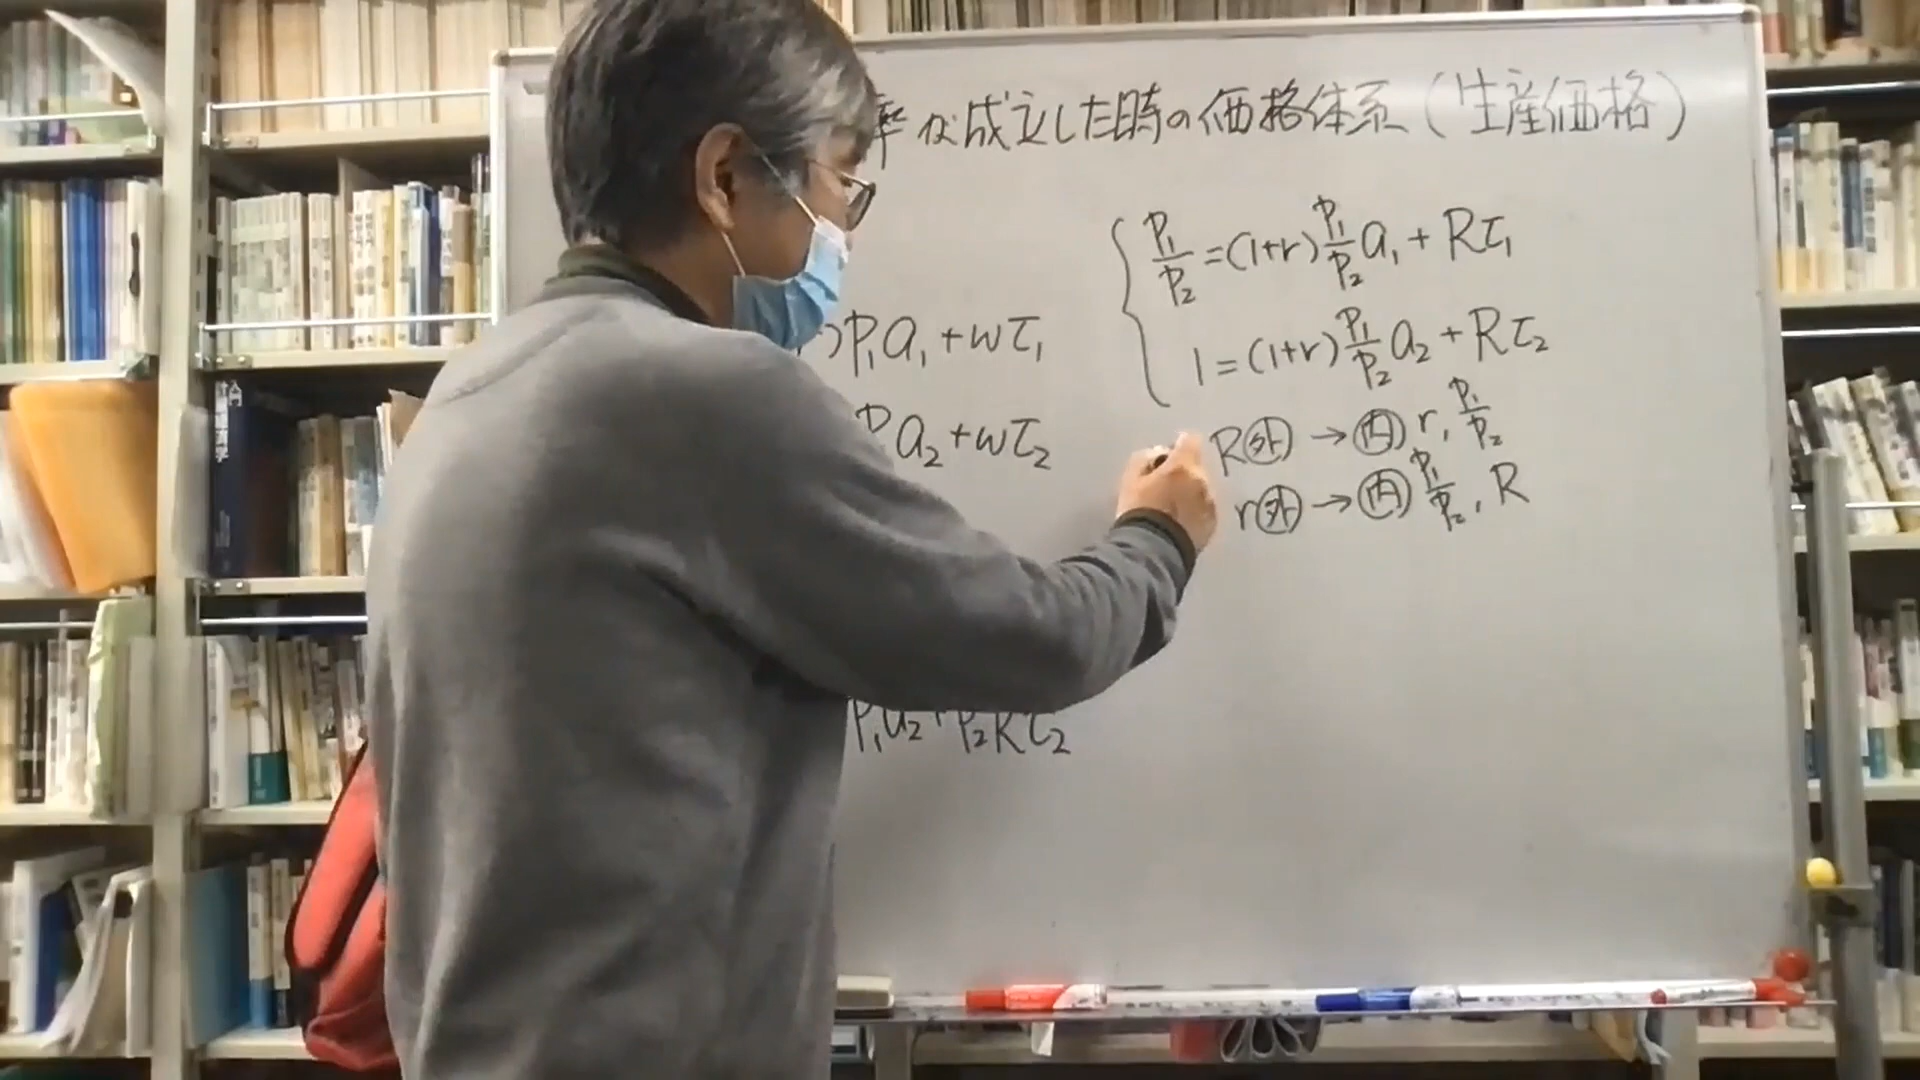 率が成立した時の価格体系(生産価格)
)p₁a₁+wτ₁
a₂+wτ₂
p₁a₂+p₂Rτ₂
p₁/p₂=(1+r)p₁/p₂ a₁+Rτ₁
1=(1+r)p₁/p₂ a₂+Rτ₂
R㊕外→内 r, p₁/p₂
r外→内 p₁/p₂, R